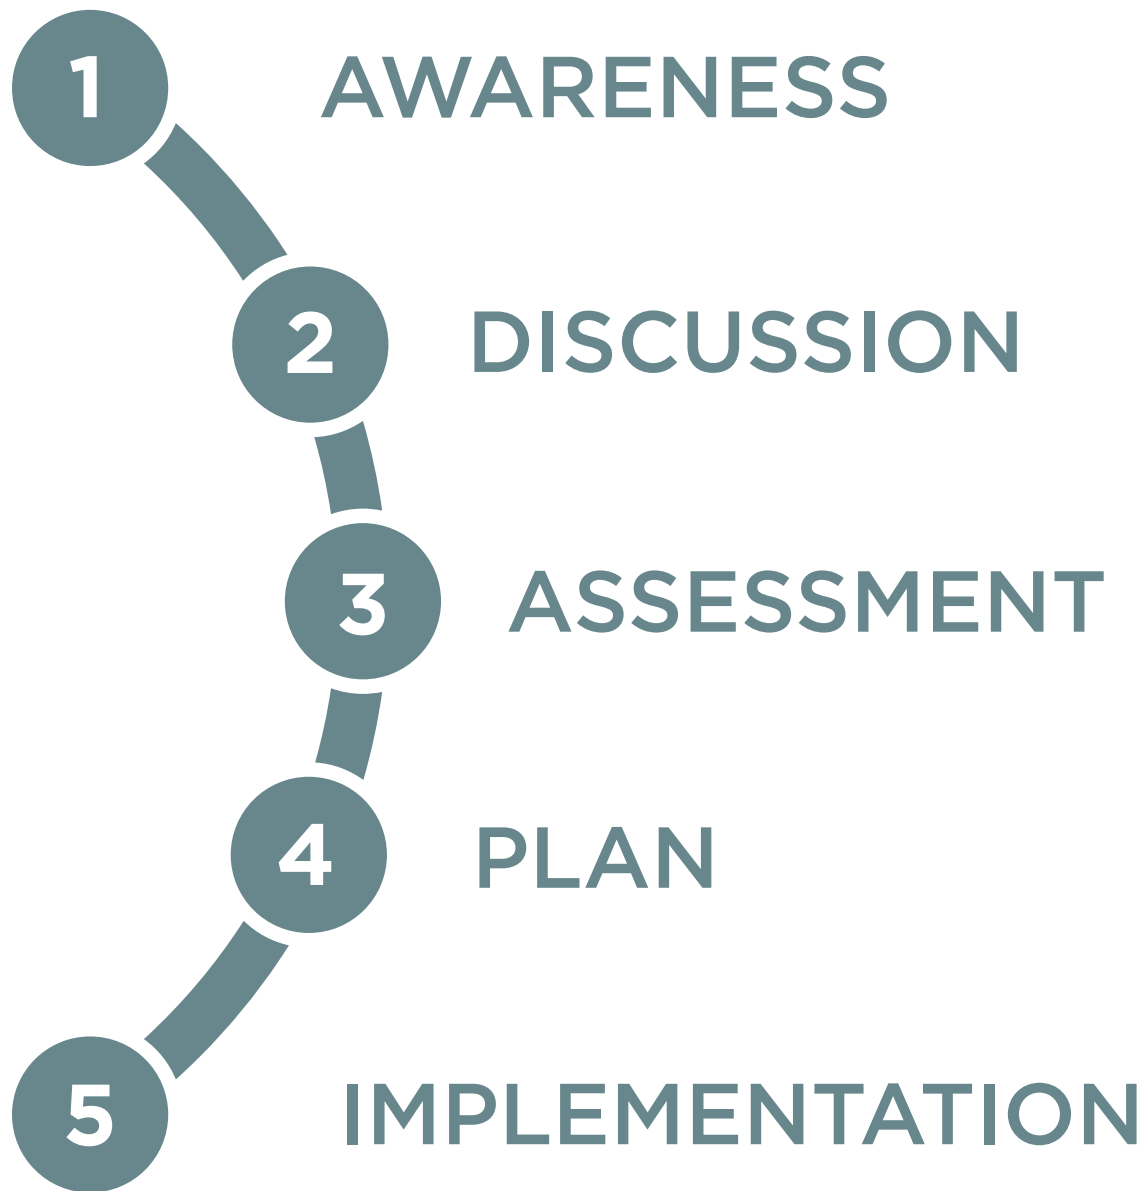 1 AWARENESS
2 DISCUSSION
3 ASSESSMENT
4 PLAN
5 IMPLEMENTATION